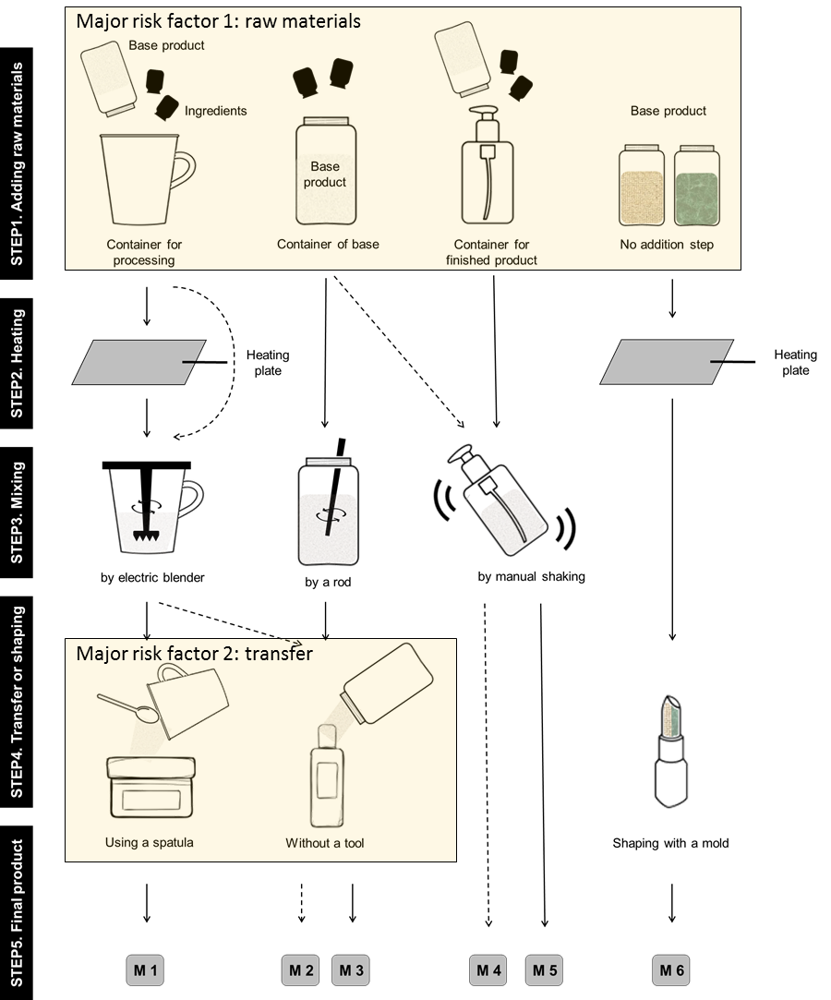 Major risk factor 1: raw materials
Base product
Ingredients
Base product
Base
product
Container for
processing
Container of base
Container for
finished product
No addition step
STEP1. Adding raw materials
Heating
plate
Heating
plate
STEP2. Heating
by electric blender
by a rod
by manual shaking
STEP3. Mixing
Major risk factor 2: transfer
Using a spatula
Without a tool
Shaping with a mold
STEP4. Transfer or shaping
M 1
M 2
M 3
M 4
M 5
M 6
STEP5. Final product